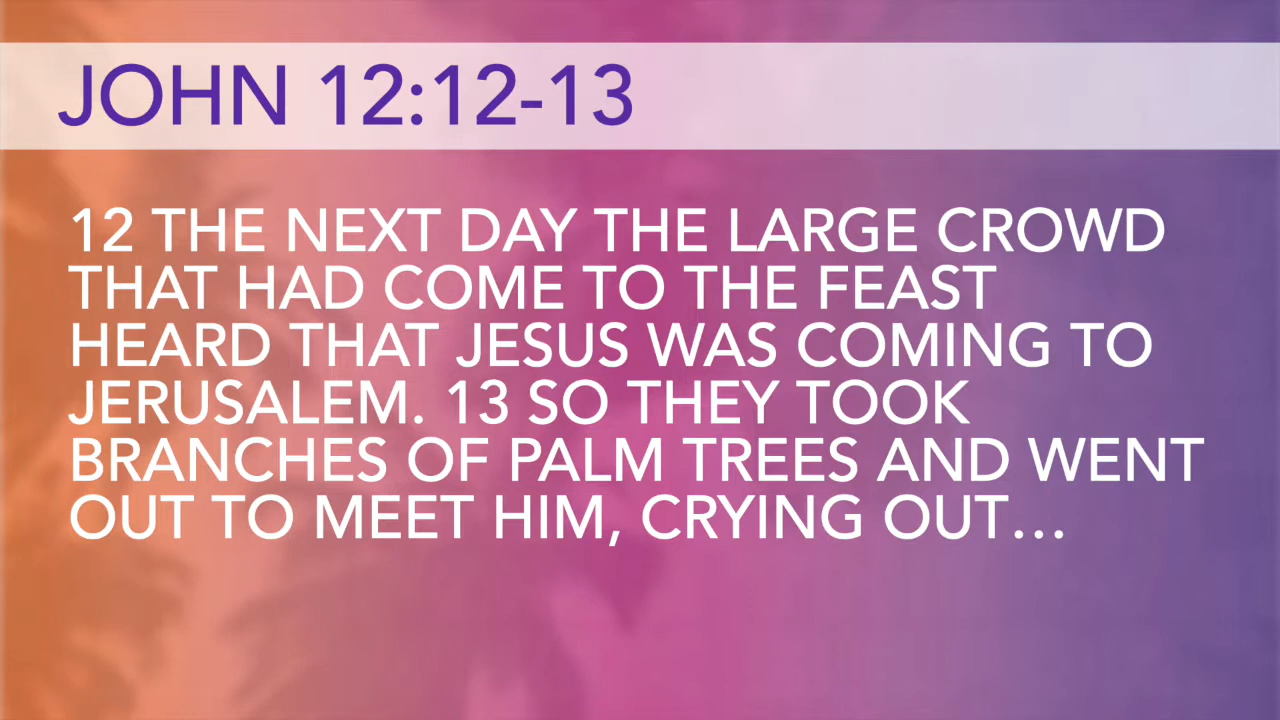 JOHN 12:12-13
12 THE NEXT DAY THE LARGE CROWD
THAT HAD COME TO THE FEAST
HEARD THAT JESUS WAS COMING TO
JERUSALEM. 13 SO THEY TOOK
BRANCHES OF PALM TREES AND WENT
OUT TO MEET HIM, CRYING OUT…